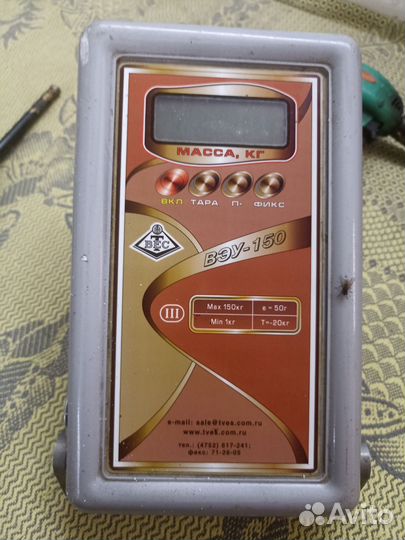 МАССА, КГ
ВКЛ ТАРА П- ФИКС
Т
ВЕС
ВЭУ-150
III
Max 150кг e = 50г
Min 1кг T=-20кг
e-mail: sale@tves.com.ru
www.tves.com.ru
тел.: (4752) 617-241;
факс: 71-28-05
Avito